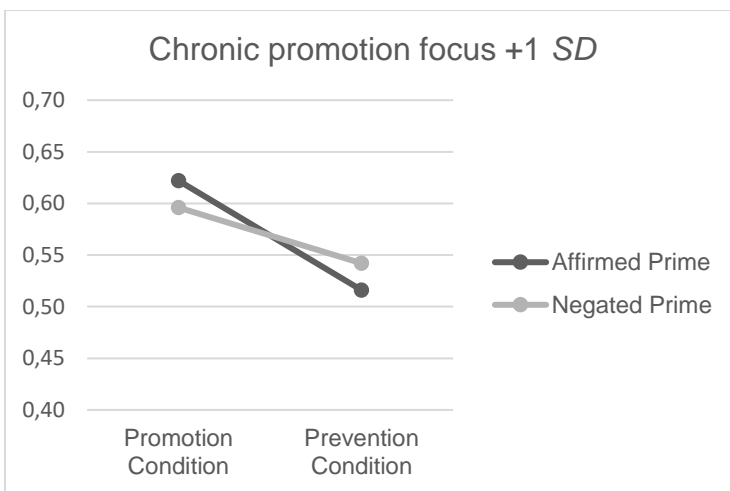 Chronic promotion focus +1 SD
0,70
0,65
0,60
0,55
0,50
0,45
0,40
Promotion
Condition
Prevention
Condition
Affirmed Prime
Negated Prime